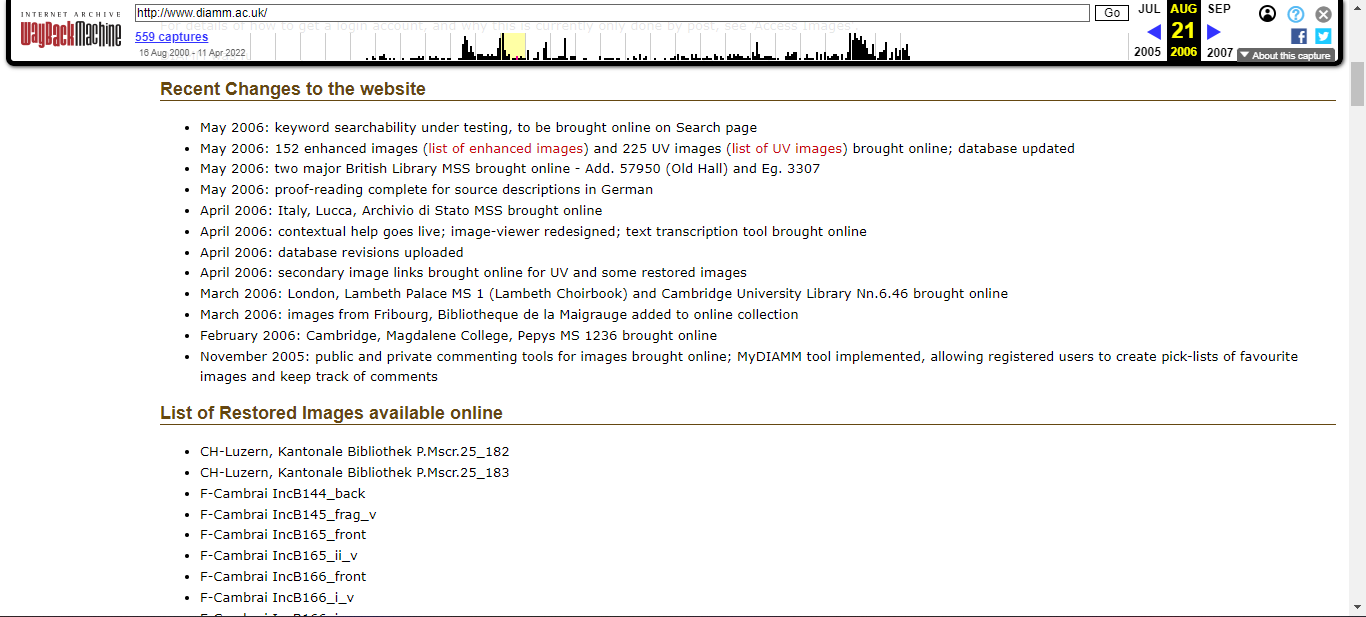 INTERNET ARCHIVE
WayBackMachine
http://www.diamm.ac.uk/
Go
JUL
AUG
SEP
559 captures
21
16 Aug 2000 - 11 Apr 2022
2005
2006
2007
About this capture
For details of how to get a login account, and why this is currently only done by post, see Access Images
Recent Changes to the website
May 2006: keyword searchability under testing, to be brought online on Search page
May 2006: 152 enhanced images (list of enhanced images) and 225 UV images (list of UV images) brought online; database updated
May 2006: two major British Library MSS brought online - Add. 57950 (Old Hall) and Eg. 3307
May 2006: proof-reading complete for source descriptions in German
April 2006: Italy, Lucca, Archivio di Stato MSS brought online
April 2006: contextual help goes live; image-viewer redesigned; text transcription tool brought online
April 2006: database revisions uploaded
April 2006: secondary image links brought online for UV and some restored images
March 2006: London, Lambeth Palace MS 1 (Lambeth Choirbook) and Cambridge University Library Nn.6.46 brought online
March 2006: images from Fribourg, Bibliotheque de la Maigrauge added to online collection
February 2006: Cambridge, Magdalene College, Pepys MS 1236 brought online
November 2005: public and private commenting tools for images brought online; MyDIAMM tool implemented, allowing registered users to create pick-lists of favourite
images and keep track of comments
List of Restored Images available online
CH-Luzern, Kantonale Bibliothek P.Mscr.25_182
CH-Luzern, Kantonale Bibliothek P.Mscr.25_183
F-Cambrai IncB144_back
F-Cambrai IncB145_frag_v
F-Cambrai IncB165_front
F-Cambrai IncB165_ii_v
F-Cambrai IncB166_front
F-Cambrai IncB166_i_v